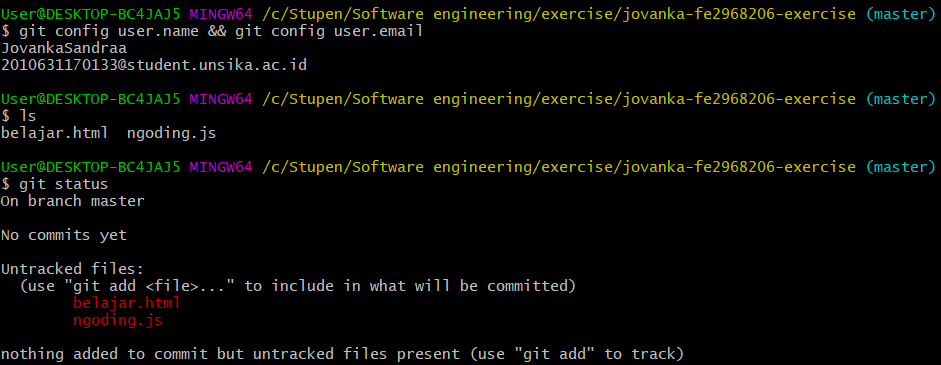 User@DESKTOP-BC4JAJ5 MINGW64 /c/Stupen/Software engineering/exercise/jovanka-fe2968206-exercise (master)
$ git config user.name && git config user.email
JovankaSandraa
2010631170133@student.unsika.ac.id
User@DESKTOP-BC4JAJ5 MINGW64 /c/Stupen/Software engineering/exercise/jovanka-fe2968206-exercise (master)
$ ls
belajar.html  ngoding.js
User@DESKTOP-BC4JAJ5 MINGW64 /c/Stupen/Software engineering/exercise/jovanka-fe2968206-exercise (master)
$ git status
On branch master
No commits yet
Untracked files:
  (use "git add <file>..." to include in what will be committed)
        belajar.html
        ngoding.js
nothing added to commit but untracked files present (use "git add" to track)